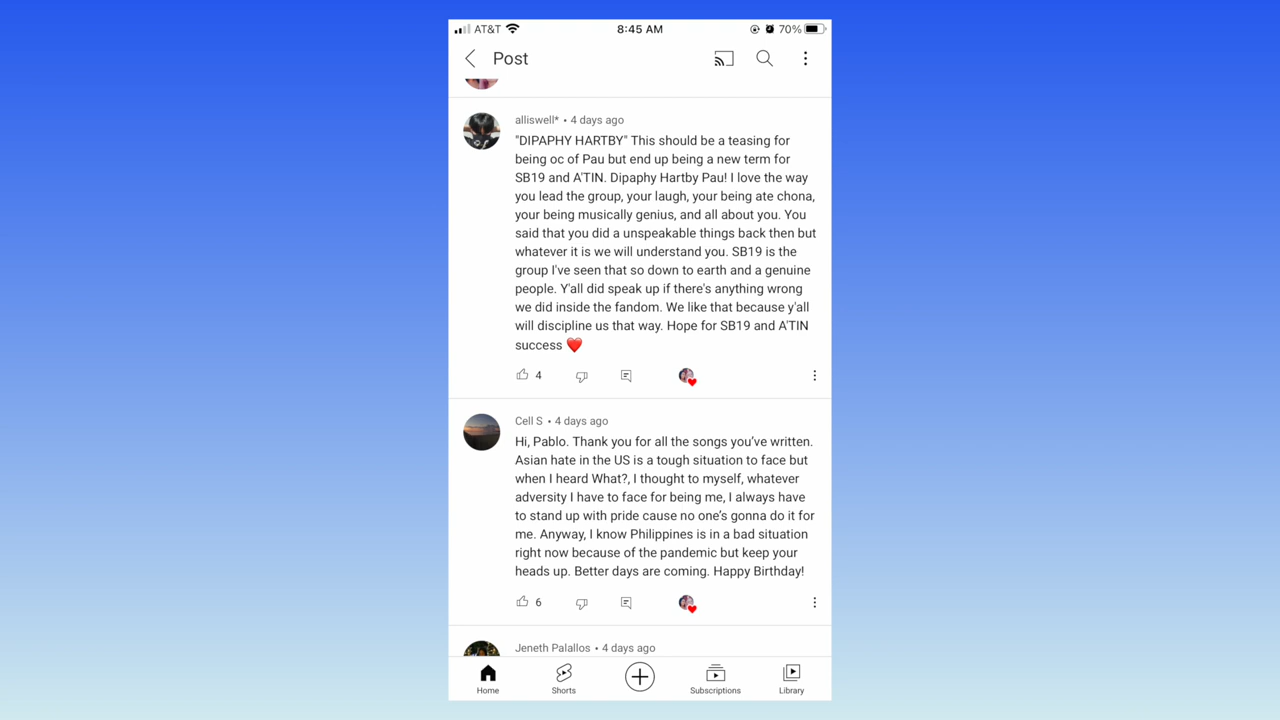 AT&T 8:45 AM 70%
Post
alliswell* • 4 days ago
"DIPAPHY HARTBY" This should be a teasing for
being oc of Pau but end up being a new term for
SB19 and A'TIN. Dipaphy Hartby Pau! I love the way
you lead the group, your laugh, your being ate chona,
your being musically genius, and all about you. You
said that you did a unspeakable things back then but
whatever it is we will understand you. SB19 is the
group I've seen that so down to earth and a genuine
people. Y'all did speak up if there's anything wrong
we did inside the fandom. We like that because y'all
will discipline us that way. Hope for SB19 and A'TIN
success ❤️
4
Cell S • 4 days ago
Hi, Pablo. Thank you for all the songs you’ve written.
Asian hate in the US is a tough situation to face but
when I heard What?, I thought to myself, whatever
adversity I have to face for being me, I always have
to stand up with pride cause no one’s gonna do it for
me. Anyway, I know Philippines is in a bad situation
right now because of the pandemic but keep your
heads up. Better days are coming. Happy Birthday!
6
Jeneth Palallos • 4 days ago
Home Shorts Subscriptions Library